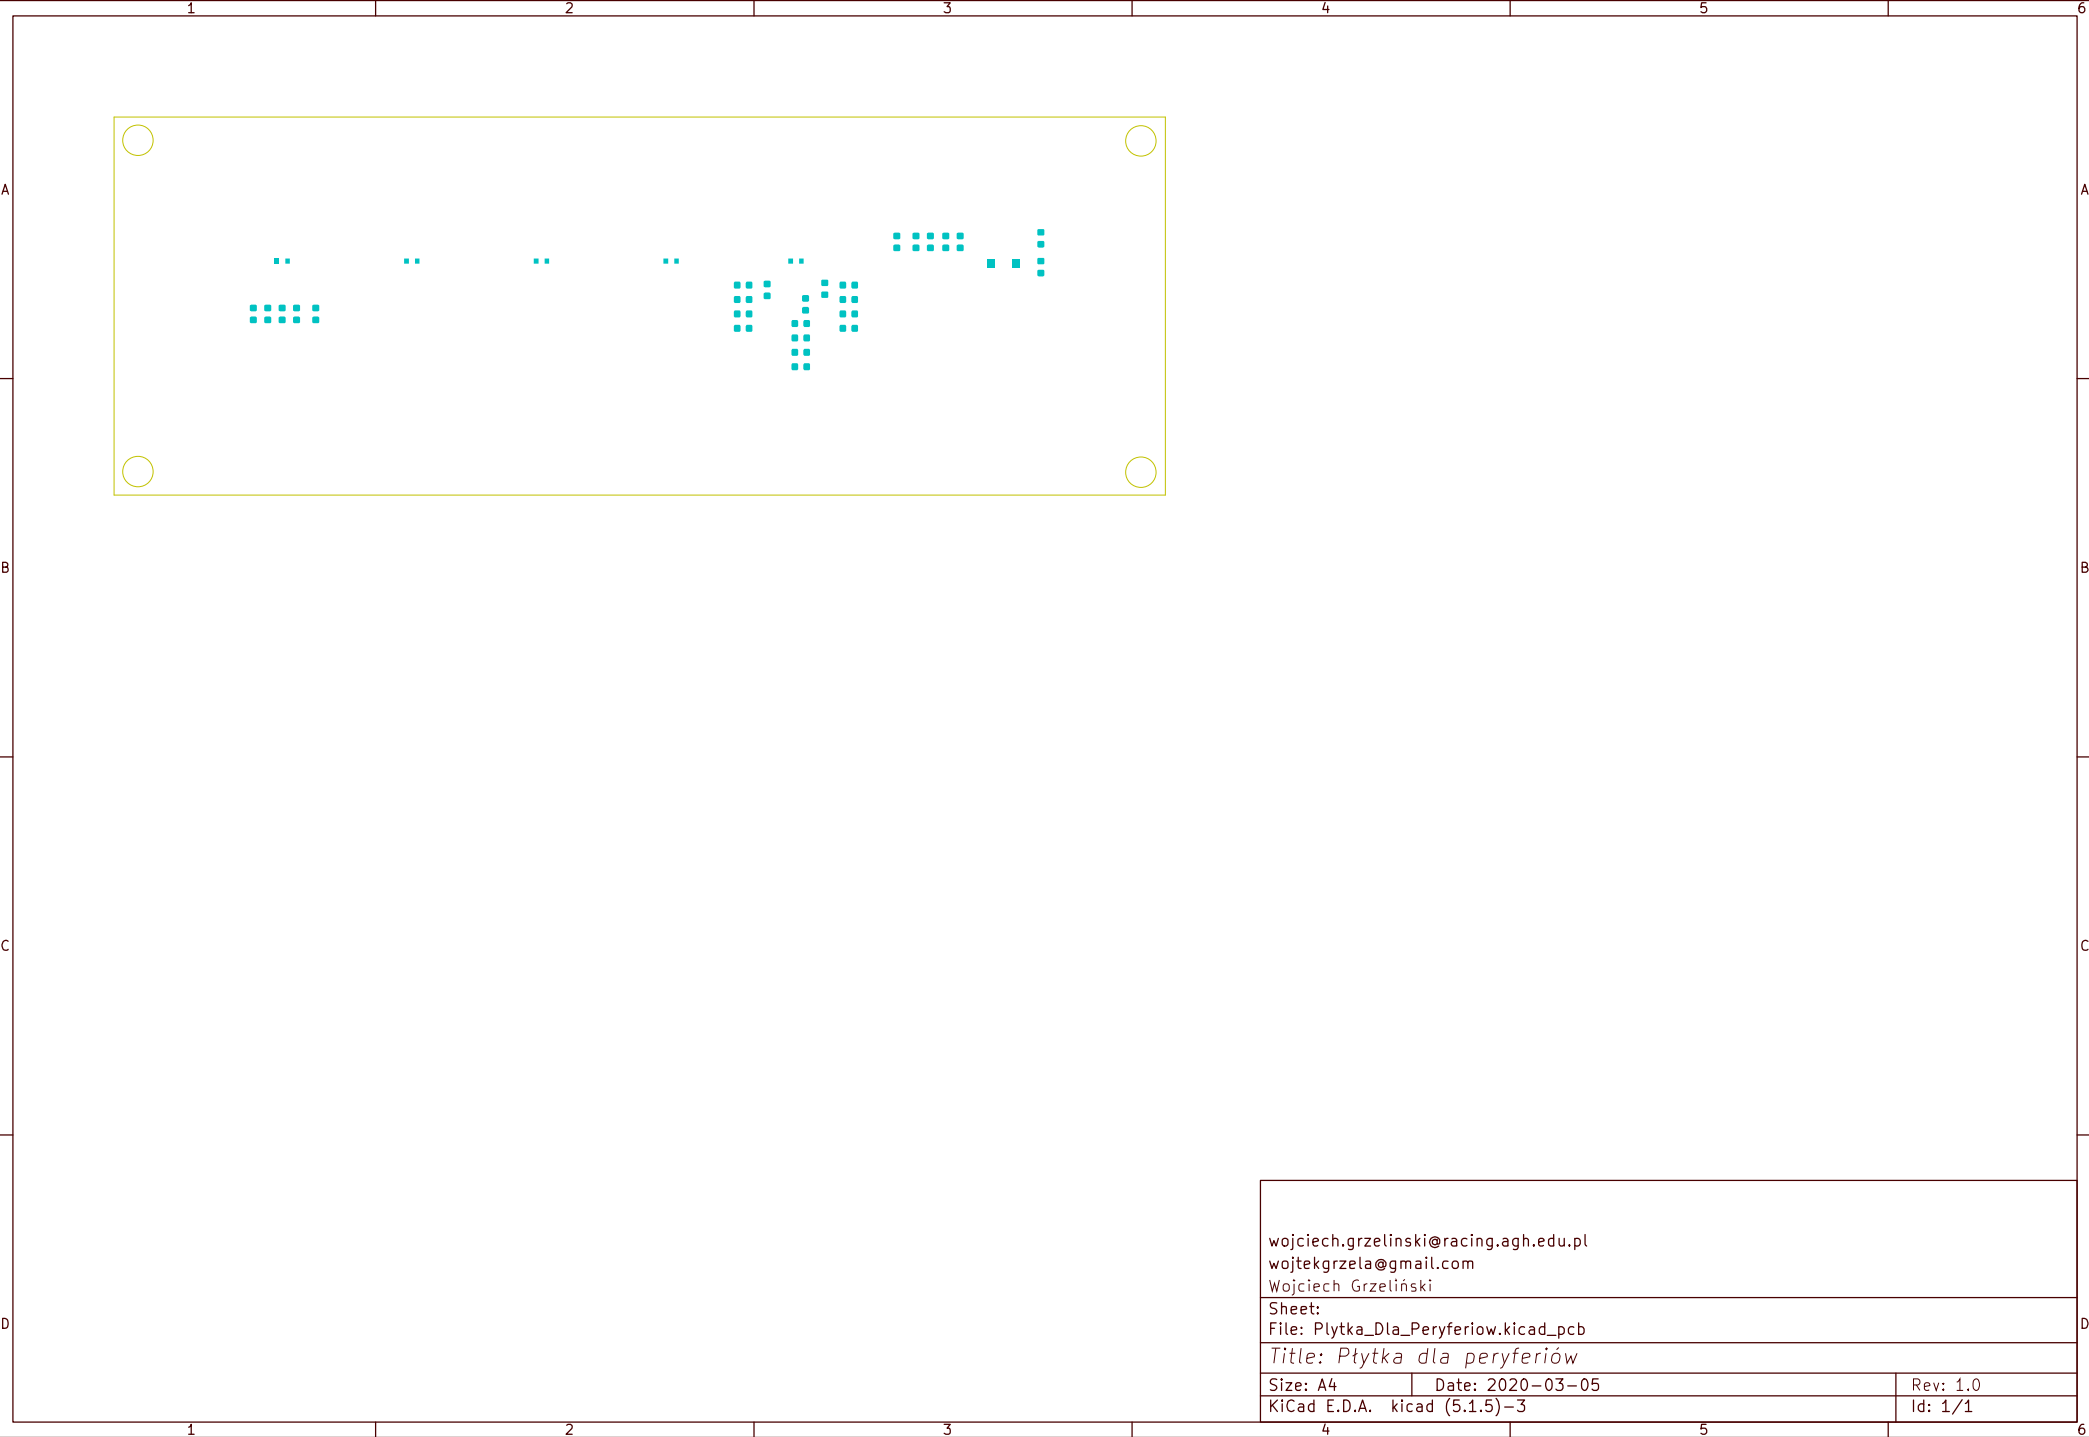 1 2 3 4 5 6
A A
B B
C C
D D
wojciech.grzelinski@racing.agh.edu.pl
wojtekgrzela@gmail.com
Wojciech Grzeliński
Sheet:
File: Plytka_Dla_Peryferiow.kicad_pcb
Title: Płytka dla peryferiów
Size: A4 Date: 2020-03-05 Rev: 1.0
KiCad E.D.A. kicad (5.1.5)-3 Id: 1/1
1 2 3 4 5 6